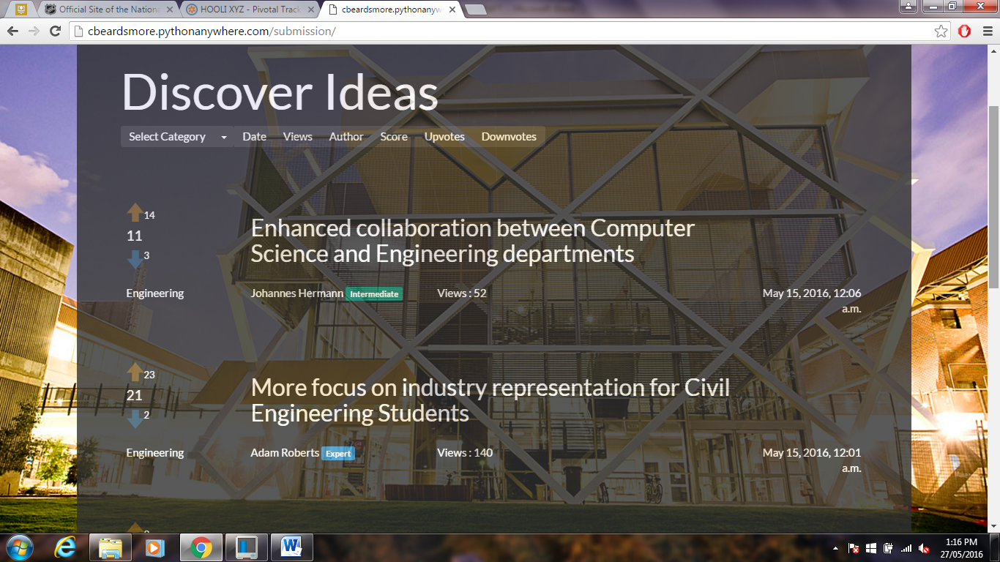 Official Site of the Nationa
HOOLI XYZ - Pivotal Track
cbeardsmore.pythonanyw
cbeardsmore.pythonanywhere.com/submission/
Discover Ideas
Select Category Date Views Author Score Upvotes Downvotes
14
11
3
Enhanced collaboration between Computer
Science and Engineering departments
Engineering Johannes Hermann Intermediate Views : 52 May 15, 2016, 12:06
a.m.
23
21
2
More focus on industry representation for Civil
Engineering Students
Engineering Adam Roberts Expert Views : 140 May 15, 2016, 12:01
a.m.
1:16 PM
27/05/2016